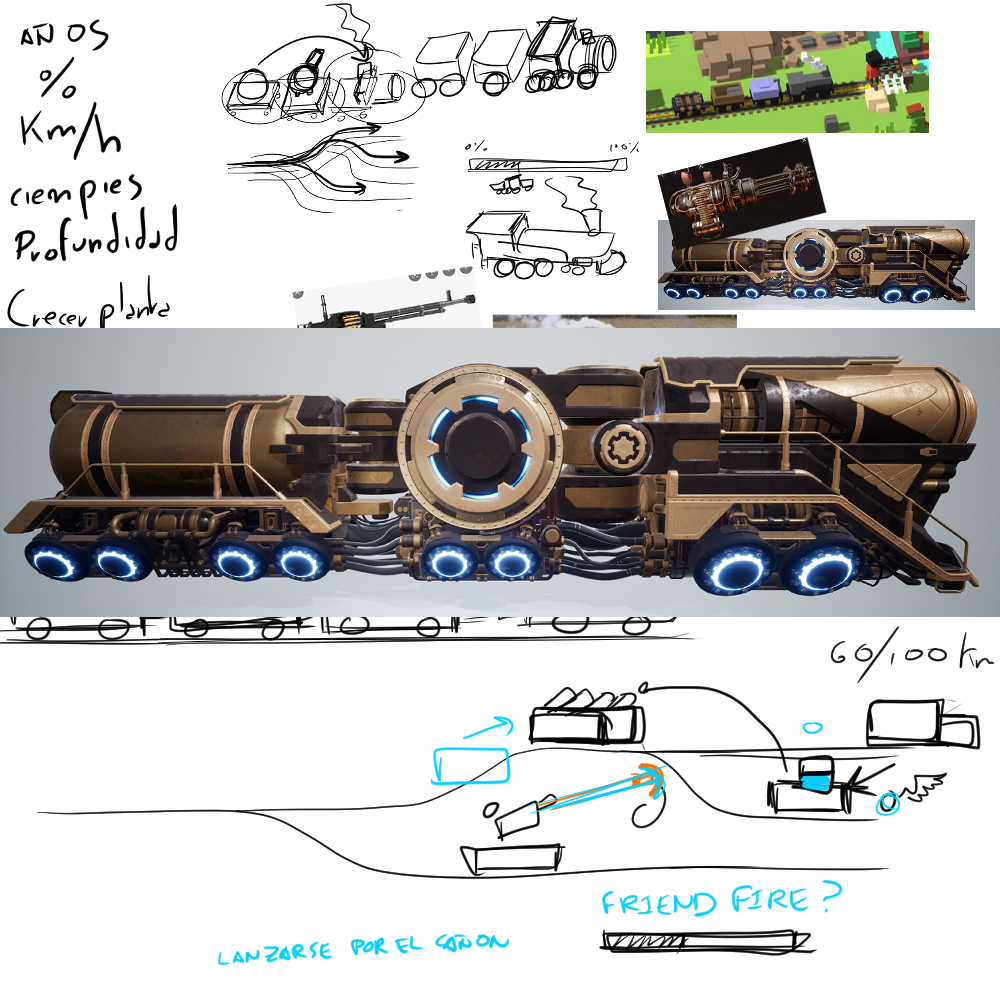 AÑOS
%
Km/h
0%
100%
ciempies
Profundidad
Crecer planta
60/100 Km
FRIEND FIRE?
LANZARSE POR EL CAÑON